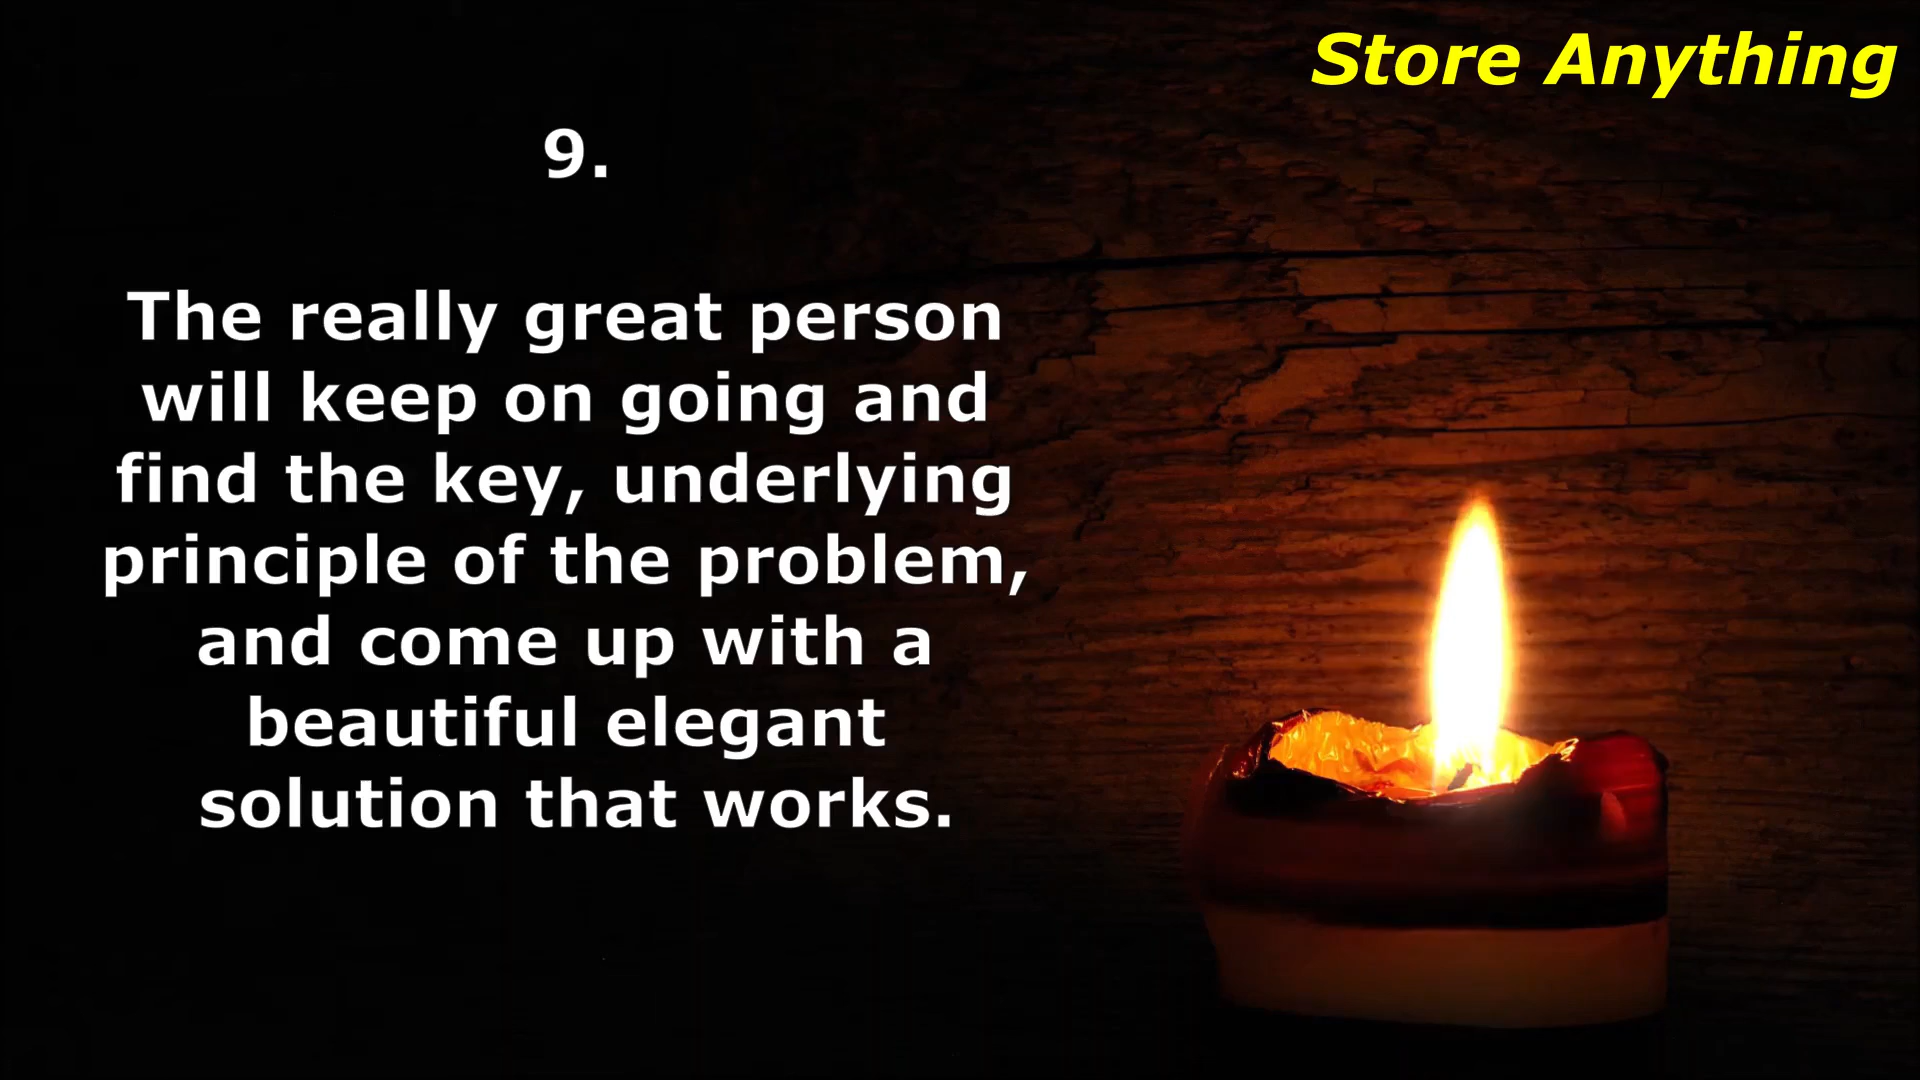 Store Anything
9.
The really great person
will keep on going and
find the key, underlying
principle of the problem,
and come up with a
beautiful elegant
solution that works.